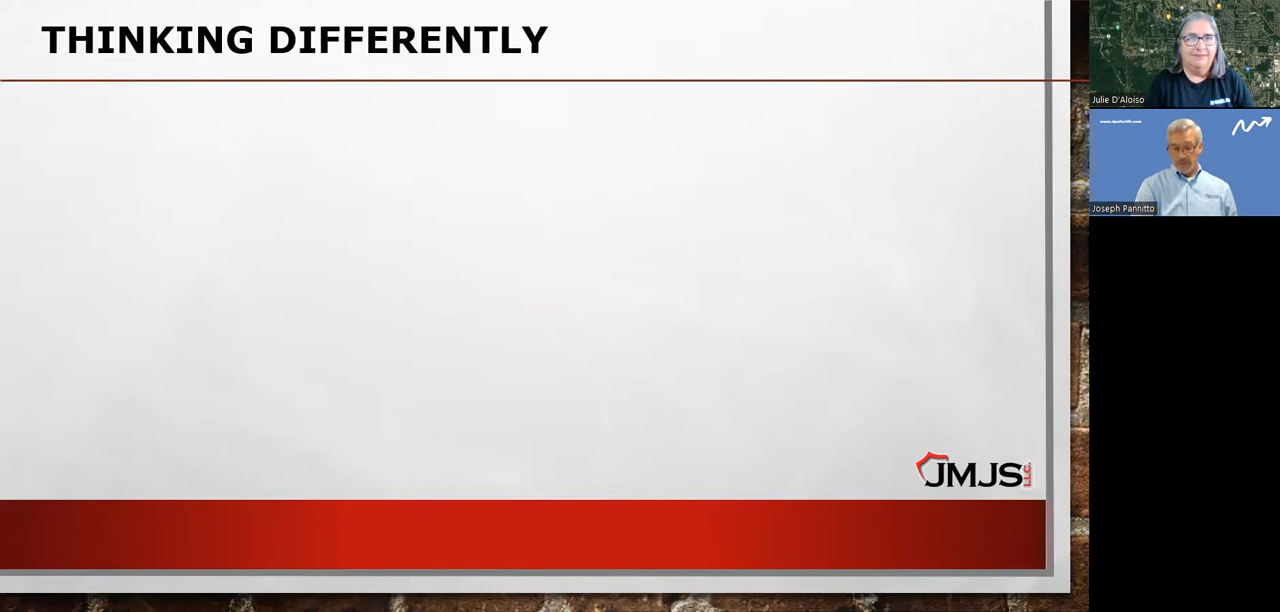 THINKING DIFFERENTLY
Julie D'Aloiso
Joseph Pannitto
JMJS LLC.